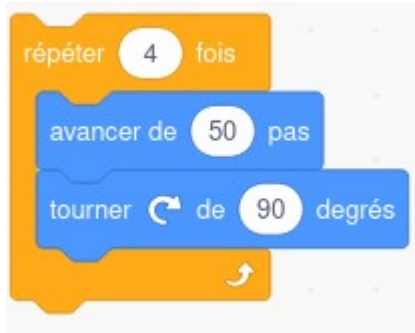 répéter 4 fois
avancer de 50 pas
tourner de 90 degrés